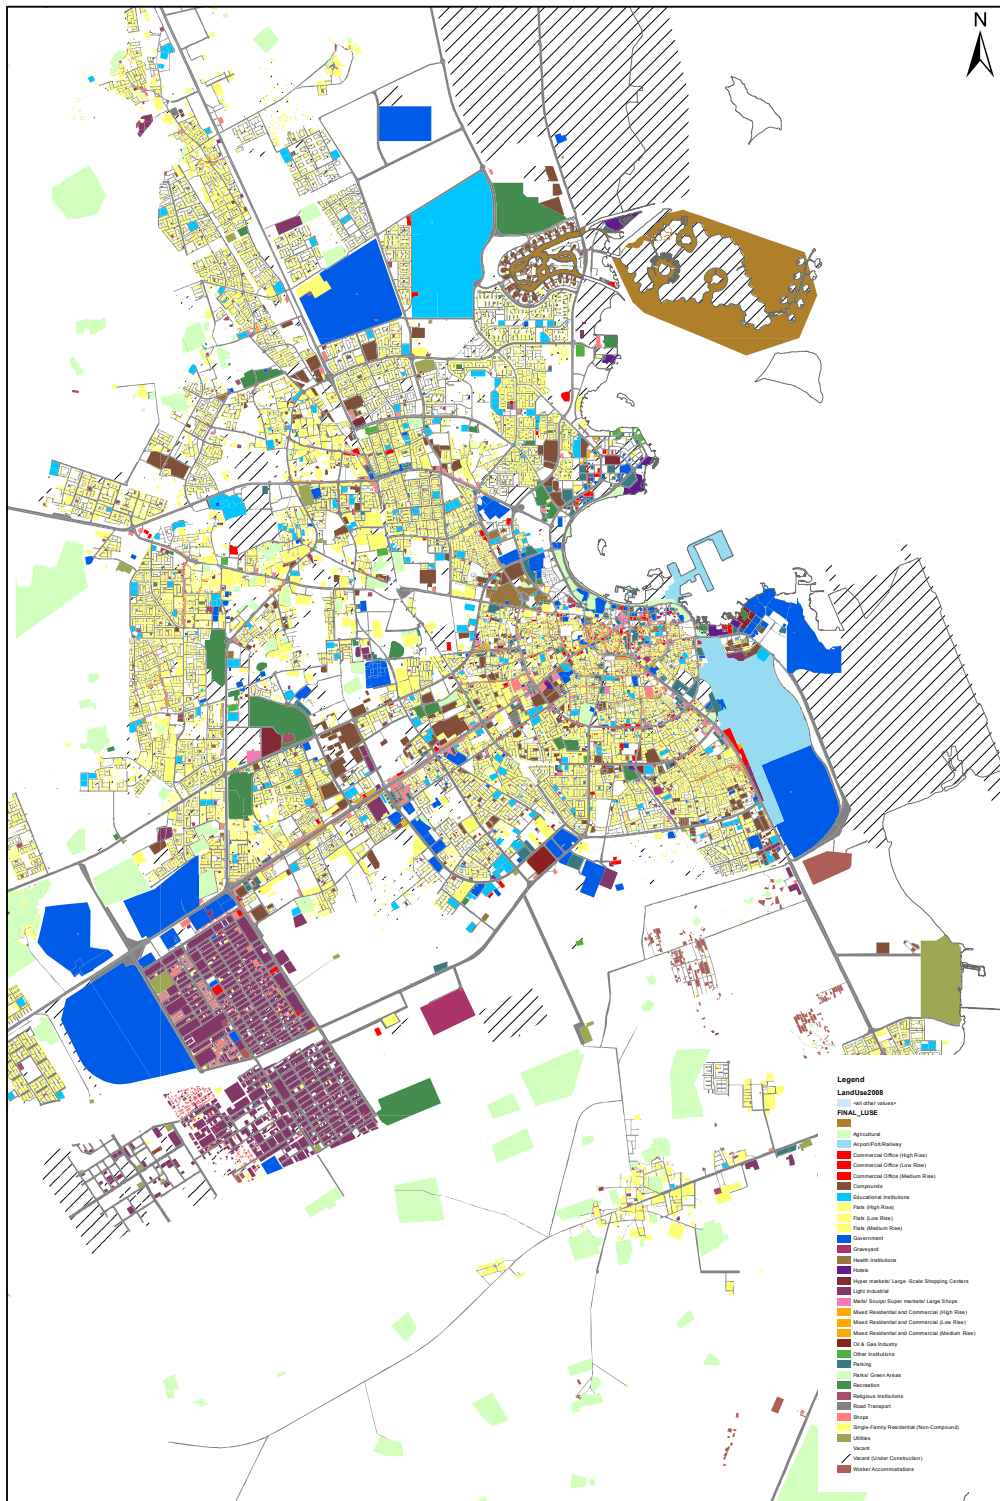 N
Legend
LandUse2008
<all other values>
FINAL_LUSE
Agricultural
Airport/Port/Railway
Commercial Office (High Rise)
Commercial Office (Low Rise)
Commercial Office (Medium Rise)
Compounds
Educational Institutions
Flats (High Rise)
Flats (Low Rise)
Flats (Medium Rise)
Government
Graveyard
Health Institutions
Hotels
Hyper markets/ Large -Scale Shopping Centers
Light Industrial
Malls/ Souqs/ Super markets/ Large Shops
Mixed Residential and Commercial (High Rise)
Mixed Residential and Commercial (Low Rise)
Mixed Residential and Commercial (Medium Rise)
Oil & Gas Industry
Other Institutions
Parking
Parks/ Green Areas
Recreation
Religious Institutions
Road Transport
Shops
Single-Family Residential (Non-Compound)
Utilities
Vacant
Vacant (Under Construction)
Worker Accommodations